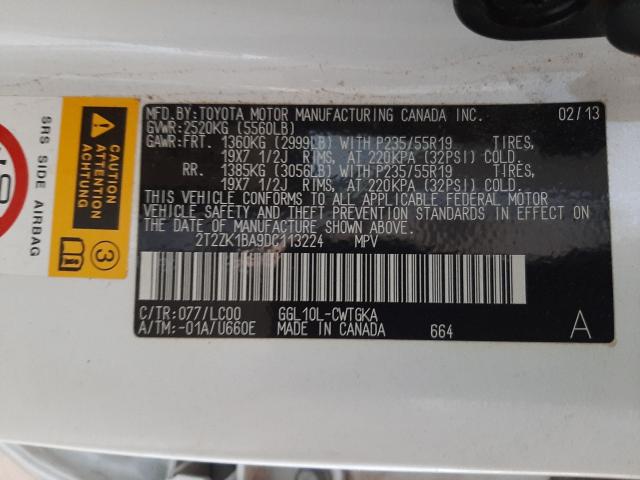 MFD.BY:TOYOTA MOTOR MANUFACTURING CANADA INC. 02/13
GVWR:2520KG (5560LB)
GAWR:FRT. 1360KG (2999LB) WITH P235/55R19 TIRES,
19X7 1/2J RIMS, AT 220KPA (32PSI) COLD.
RR. 1385KG (3056LB) WITH P235/55R19 TIRES,
19X7 1/2J RIMS, AT 220KPA (32PSI) COLD.
THIS VEHICLE CONFORMS TO ALL APPLICABLE FEDERAL MOTOR
VEHICLE SAFETY AND THEFT PREVENTION STANDARDS IN EFFECT ON
THE DATE OF MANUFACTURE SHOWN ABOVE.
2T2ZK1BA9DC113224 MPV
C/TR:077/LC00 GGL10L-CWTGKA
A/TM:-01A/U660E MADE IN CANADA 664 A
SRS SIDE AIRBAG
CAUTION
ATTENTION
ACHTUNG
3